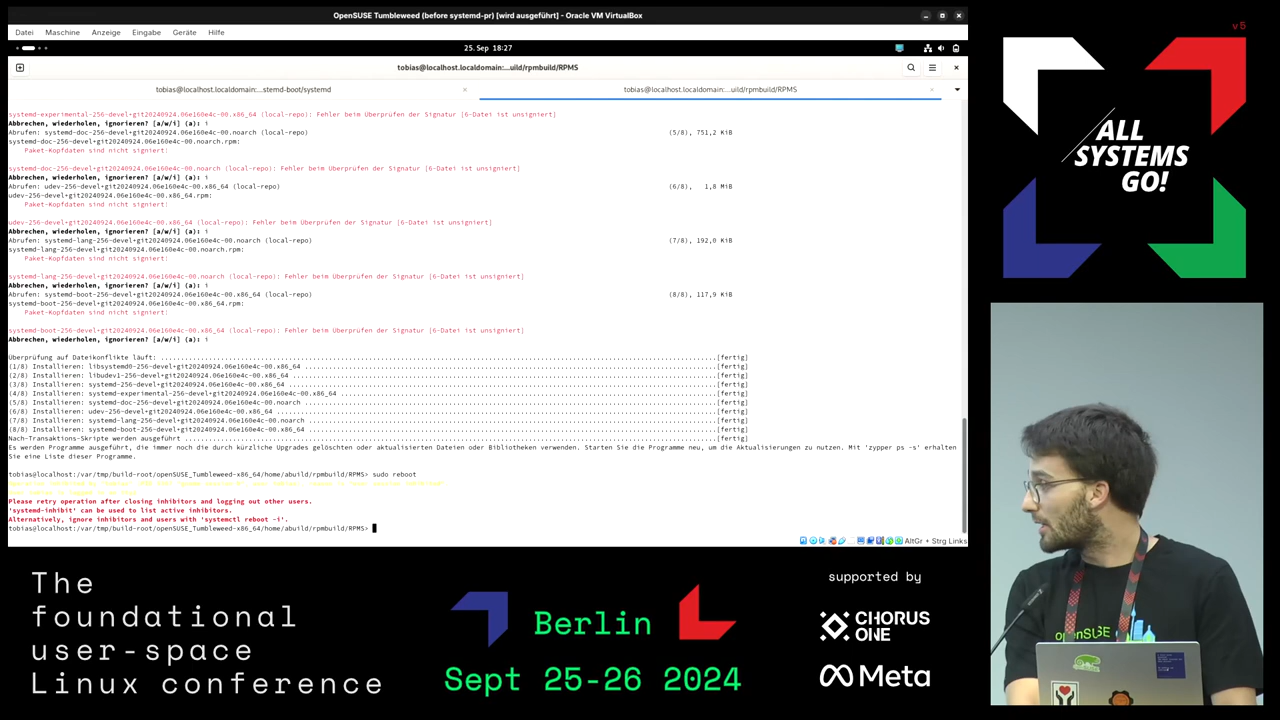 OpenSUSE Tumbleweed (before systemd-pr) [wird ausgeführt] - Oracle VM VirtualBox
Datei Maschine Anzeige Eingabe Geräte Hilfe
25. Sep 18:27
tobias@localhost.localdomain:...uild/rpmbuild/RPMS
tobias@localhost.localdomain:...stemd-boot/systemd
tobias@localhost.localdomain:...uild/rpmbuild/RPMS
systemd-experimental-256-devel+git20240924.06e160e4c-00.x86_64 (local-repo): Fehler beim Überprüfen der Signatur [6-Datei ist unsigniert]
Abbrechen, wiederholen, ignorieren? [a/w/i] (a): i
Abrufen: systemd-doc-256-devel+git20240924.06e160e4c-00.noarch (local-repo) (5/8), 751,2 KiB
systemd-doc-256-devel+git20240924.06e160e4c-00.noarch.rpm:
Paket-Kopfdaten sind nicht signiert!
systemd-doc-256-devel+git20240924.06e160e4c-00.noarch (local-repo): Fehler beim Überprüfen der Signatur [6-Datei ist unsigniert]
Abbrechen, wiederholen, ignorieren? [a/w/i] (a): i
Abrufen: udev-256-devel+git20240924.06e160e4c-00.x86_64 (local-repo) (6/8), 1,8 MiB
udev-256-devel+git20240924.06e160e4c-00.x86_64.rpm:
Paket-Kopfdaten sind nicht signiert!
udev-256-devel+git20240924.06e160e4c-00.x86_64 (local-repo): Fehler beim Überprüfen der Signatur [6-Datei ist unsigniert]
Abbrechen, wiederholen, ignorieren? [a/w/i] (a): i
Abrufen: systemd-lang-256-devel+git20240924.06e160e4c-00.noarch (local-repo) (7/8), 192,0 KiB
systemd-lang-256-devel+git20240924.06e160e4c-00.noarch.rpm:
Paket-Kopfdaten sind nicht signiert!
systemd-lang-256-devel+git20240924.06e160e4c-00.noarch (local-repo): Fehler beim Überprüfen der Signatur [6-Datei ist unsigniert]
Abbrechen, wiederholen, ignorieren? [a/w/i] (a): i
Abrufen: systemd-boot-256-devel+git20240924.06e160e4c-00.x86_64 (local-repo) (8/8), 117,9 KiB
systemd-boot-256-devel+git20240924.06e160e4c-00.x86_64.rpm:
Paket-Kopfdaten sind nicht signiert!
systemd-boot-256-devel+git20240924.06e160e4c-00.x86_64 (local-repo): Fehler beim Überprüfen der Signatur [6-Datei ist unsigniert]
Abbrechen, wiederholen, ignorieren? [a/w/i] (a): i
Überprüfung auf Dateikonflikte läuft: ...[fertig]
(1/8) Installieren: libsystemd0-256-devel+git20240924.06e160e4c-00.x86_64 ...[fertig]
(2/8) Installieren: libudev1-256-devel+git20240924.06e160e4c-00.x86_64 ...[fertig]
(3/8) Installieren: systemd-256-devel+git20240924.06e160e4c-00.x86_64 ...[fertig]
(4/8) Installieren: systemd-experimental-256-devel+git20240924.06e160e4c-00.x86_64 ...[fertig]
(5/8) Installieren: systemd-doc-256-devel+git20240924.06e160e4c-00.noarch ...[fertig]
(6/8) Installieren: udev-256-devel+git20240924.06e160e4c-00.x86_64 ...[fertig]
(7/8) Installieren: systemd-lang-256-devel+git20240924.06e160e4c-00.noarch ...[fertig]
(8/8) Installieren: systemd-boot-256-devel+git20240924.06e160e4c-00.x86_64 ...[fertig]
Nach-Transaktions-Skripte werden ausgeführt ...[fertig]
Es werden Programme ausgeführt, die immer noch die durch kürzliche Upgrades gelöschten oder aktualisierten Dateien oder Bibliotheken verwenden. Starten Sie die Programme neu, um die Aktualisierungen zu nutzen. Mit 'zypper ps -s' erhalten
Sie eine Liste dieser Programme.
tobias@localhost:/var/tmp/build-root/openSUSE_Tumbleweed-x86_64/home/abuild/rpmbuild/RPMS> sudo reboot
Please retry operation after closing inhibitors and logging out other users.
'systemd-inhibit' can be used to list active inhibitors.
Alternatively, ignore inhibitors and users with 'systemctl reboot -i'.
tobias@localhost:/var/tmp/build-root/openSUSE_Tumbleweed-x86_64/home/abuild/rpmbuild/RPMS>
AltGr + Strg Links
v5
ALL
SYSTEMS
GO!
openSUSE
The
foundational
user-space
Linux conference
Berlin
Sept 25-26 2024
supported by
CHORUS
ONE
Meta